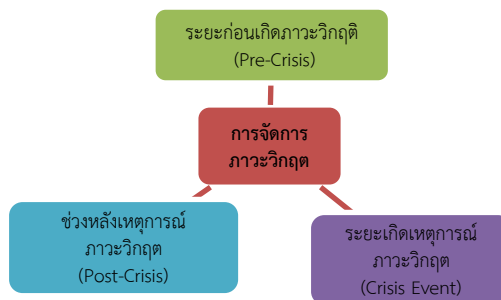 ระยะก่อนเกิดภาวะวิกฤติ
(Pre-Crisis)
การจัดการ
ภาวะวิกฤต
ช่วงหลังเหตุการณ์
ภาวะวิกฤต
(Post-Crisis)
ระยะเกิดเหตุการณ์
ภาวะวิกฤต
(Crisis Event)